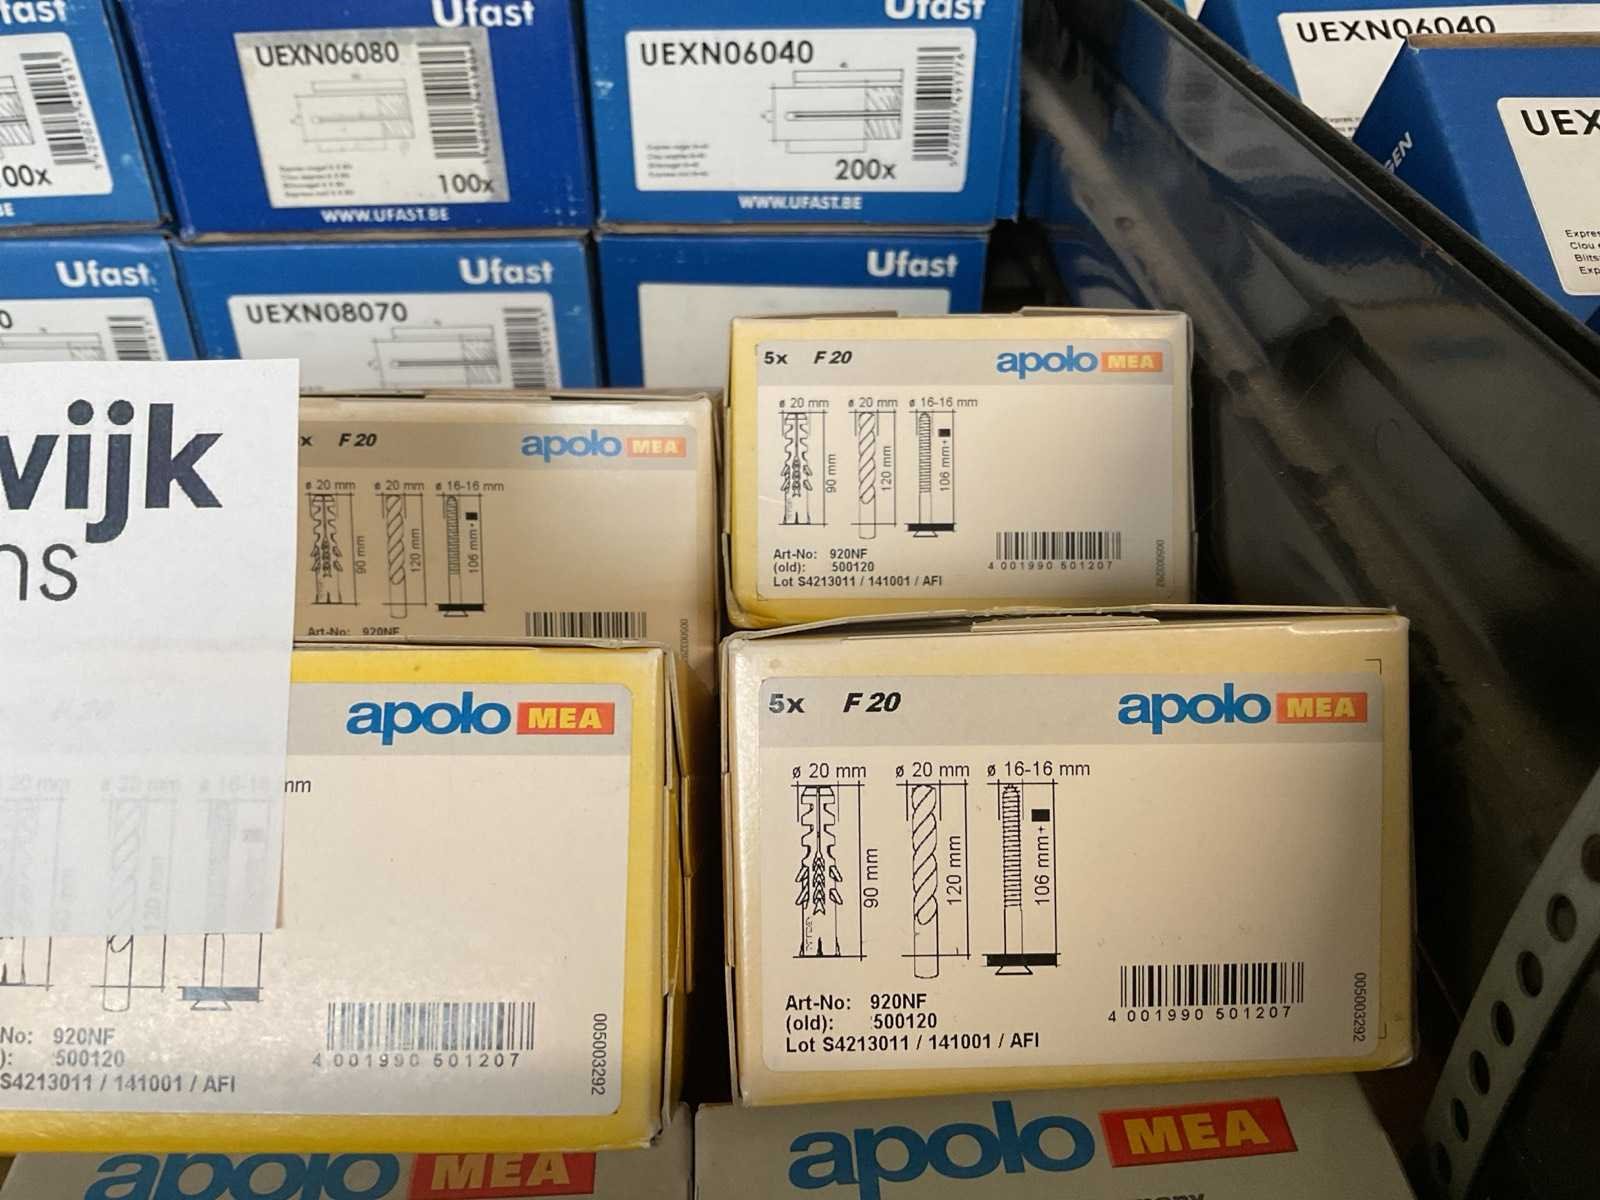 Ufast
UEXN06080
100x
WWW.UFAST.BE
Ufast
UEXN06040
200x
5420027491776
WWW.UFAST.BE
UEXN06040
UEX
GEN
Ufast
Ufast
UEXN08070
Ufast
vijk
ns
x F 20
apolo MEA
ø 20 mm ø 20 mm ø 16-16 mm
90 mm
120 mm
106 mm+
Art-No: 920NF
5x F 20
apolo MEA
ø 20 mm ø 20 mm ø 16-16 mm
90 mm
120 mm
106 mm+
Art-No: 920NF
(old): 500120
Lot S4213011 / 141001 / AFI
4 001990 501207
005003292
apolo MEA
mm
No: 920NF
): 500120
S4213011 / 141001 / AFI
4 001990 501207
005003292
5x F 20
apolo MEA
ø 20 mm ø 20 mm ø 16-16 mm
90 mm
120 mm
106 mm+
Art-No: 920NF
(old): 500120
Lot S4213011 / 141001 / AFI
4 001990 501207
005003292
apolo MEA
apolo MEA